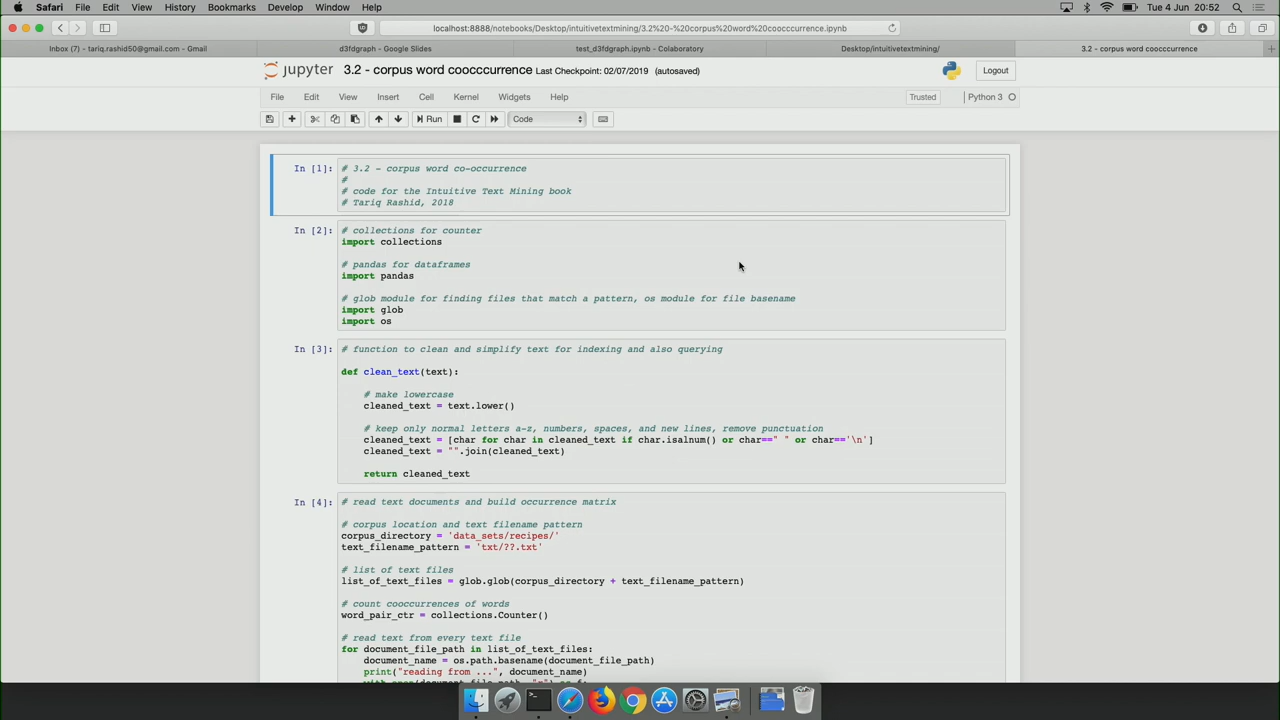 Safari File Edit View History Bookmarks Develop Window Help Tue 4 Jun 20:52
localhost:8888/notebooks/Desktop/intuitivetextmining/3.2%20-%20corpus%20word%20coocccurrence.ipynb
Inbox (7) - tariq.rashid@gmail.com - Gmail d3fdgraph - Google Slides test_d3fdgraph.ipynb - Colaboratory Desktop/intuitivetextmining/ 3.2 - corpus word coocccurrence
jupyter 3.2 - corpus word coocccurrence Last Checkpoint: 02/07/2019 (autosaved) Logout
File Edit View Insert Cell Kernel Widgets Help Trusted Python 3
Run Code
In [1]: # 3.2 - corpus word co-occurrence
#
# code for the Intuitive Text Mining book
# Tariq Rashid, 2018
In [2]: # collections for counter
import collections
# pandas for dataframes
import pandas
# glob module for finding files that match a pattern, os module for file basename
import glob
import os
In [3]: # function to clean and simplify text for indexing and also querying
def clean_text(text):
# make lowercase
cleaned_text = text.lower()
# keep only normal letters a-z, numbers, spaces, and new lines, remove punctuation
cleaned_text = [char for char in cleaned_text if char.isalnum() or char==" " or char=='\n']
cleaned_text = "".join(cleaned_text)
return cleaned_text
In [4]: # read text documents and build occurrence matrix
# corpus location and text filename pattern
corpus_directory = 'data_sets/recipes/'
text_filename_pattern = 'txt/??.txt'
# list of text files
list_of_text_files = glob.glob(corpus_directory + text_filename_pattern)
# count cooccurrences of words
word_pair_ctr = collections.Counter()
# read text from every text file
for document_file_path in list_of_text_files:
document_name = os.path.basename(document_file_path)
print("reading from ...", document_name)